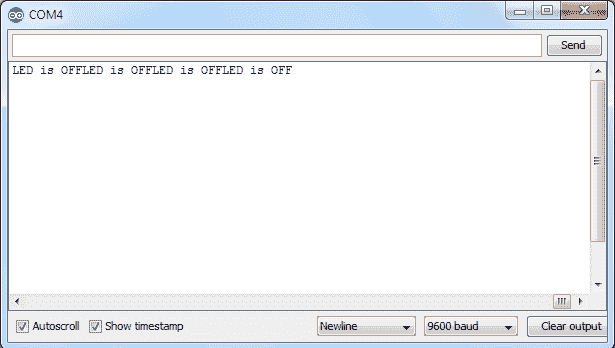 COM4
Send
LED is OFFLED is OFFLED is OFFLED is OFF
Autoscroll Show timestamp Newline 9600 baud Clear output